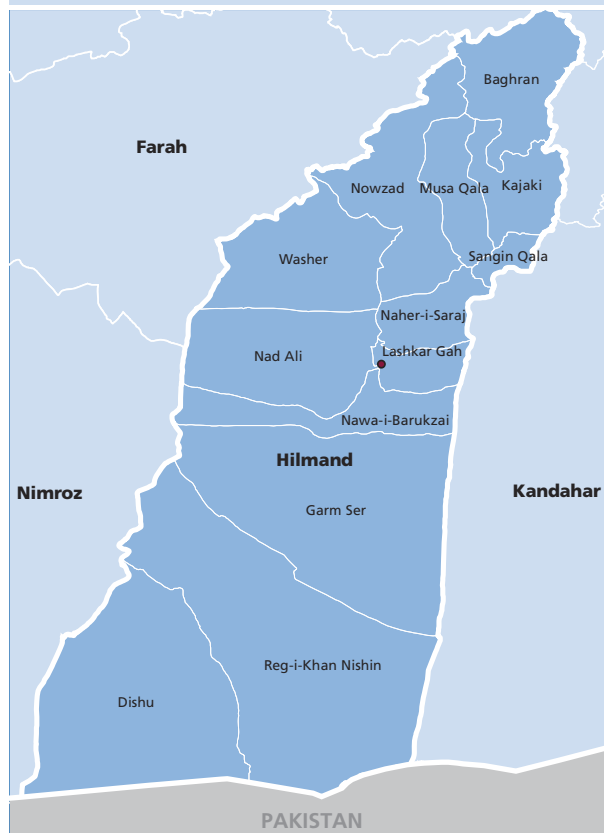 Baghran
Farah
Nowzad
Musa Qala
Kajaki
Washer
Sangin Qala
Naher-i-Saraj
Nad Ali
Lashkar Gah
Nawa-i-Barukzai
Hilmand
Nimroz
Kandahar
Garm Ser
Reg-i-Khan Nishin
Dishu
PAKISTAN